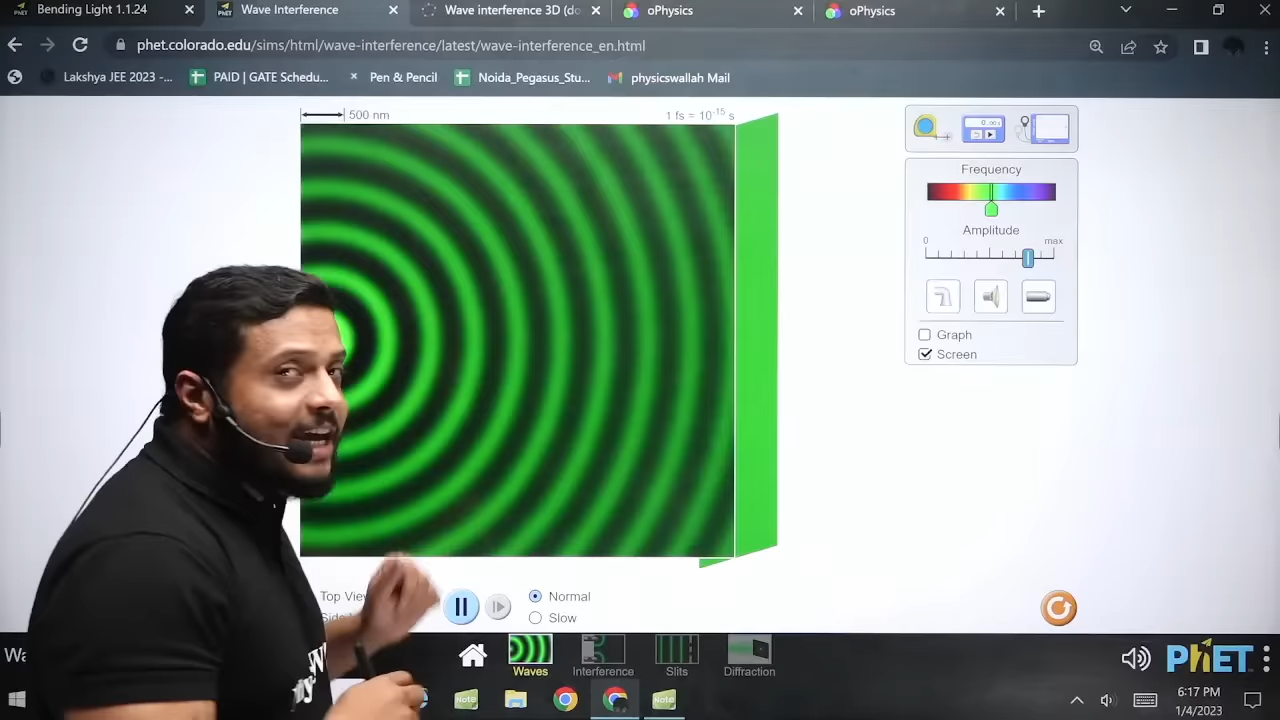 Bending Light 1.1.24
Wave Interference
Wave interference 3D (do
oPhysics
oPhysics
phet.colorado.edu/sims/html/wave-interference/latest/wave-interference_en.html
Lakshya JEE 2023 -...
PAID | GATE Schedu...
Pen & Pencil
Noida_Pegasus_Stu...
physicswallah Mail
500 nm
1 fs = 10⁻¹⁵ s
Frequency
Amplitude
0
max
Graph
Screen
Top View
Normal
Slow
Waves
Interference
Slits
Diffraction
PhET
Note
Note
6:17 PM
1/4/2023